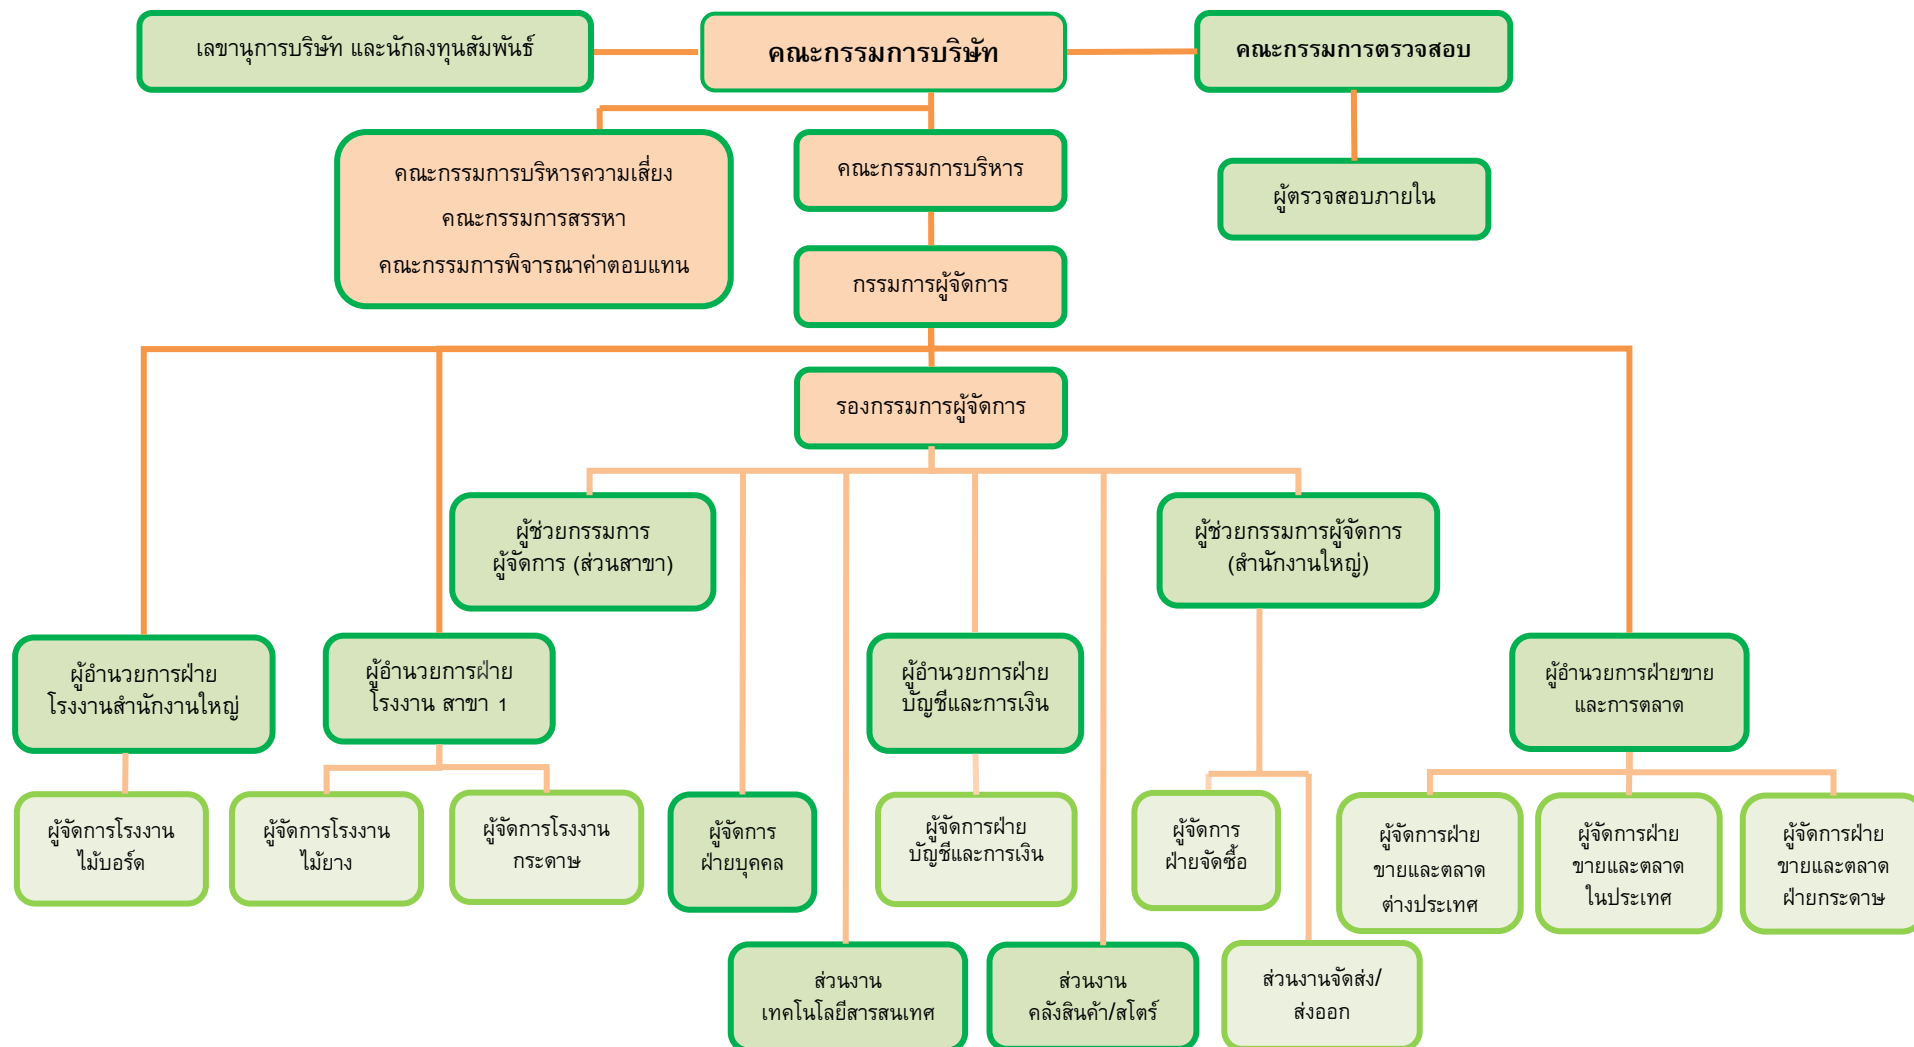 เลขานุการบริษัท และนักลงทุนสัมพันธ์
คณะกรรมการบริษัท
คณะกรรมการตรวจสอบ
คณะกรรมการบริหารความเสี่ยง
คณะกรรมการสรรหา
คณะกรรมการพิจารณาค่าตอบแทน
คณะกรรมการบริหาร
ผู้ตรวจสอบภายใน
กรรมการผู้จัดการ
รองกรรมการผู้จัดการ
ผู้ช่วยกรรมการ
ผู้จัดการ (ส่วนสาขา)
ผู้ช่วยกรรมการผู้จัดการ
(สำนักงานใหญ่)
ผู้อำนวยการฝ่าย
โรงงานสำนักงานใหญ่
ผู้อำนวยการฝ่าย
โรงงาน สาขา 1
ผู้อำนวยการฝ่าย
บัญชีและการเงิน
ผู้อำนวยการฝ่ายขาย
และการตลาด
ผู้จัดการโรงงาน
ไม้บอร์ด
ผู้จัดการโรงงาน
ไม้ยาง
ผู้จัดการโรงงาน
กระดาษ
ผู้จัดการ
ฝ่ายบุคคล
ผู้จัดการฝ่าย
บัญชีและการเงิน
ผู้จัดการ
ฝ่ายจัดซื้อ
ผู้จัดการฝ่าย
ขายและตลาด
ต่างประเทศ
ผู้จัดการฝ่าย
ขายและตลาด
ในประเทศ
ผู้จัดการฝ่าย
ขายและตลาด
ฝ่ายกระดาษ
ส่วนงาน
เทคโนโลยีสารสนเทศ
ส่วนงาน
คลังสินค้า/สโตร์
ส่วนงานจัดส่ง/
ส่งออก